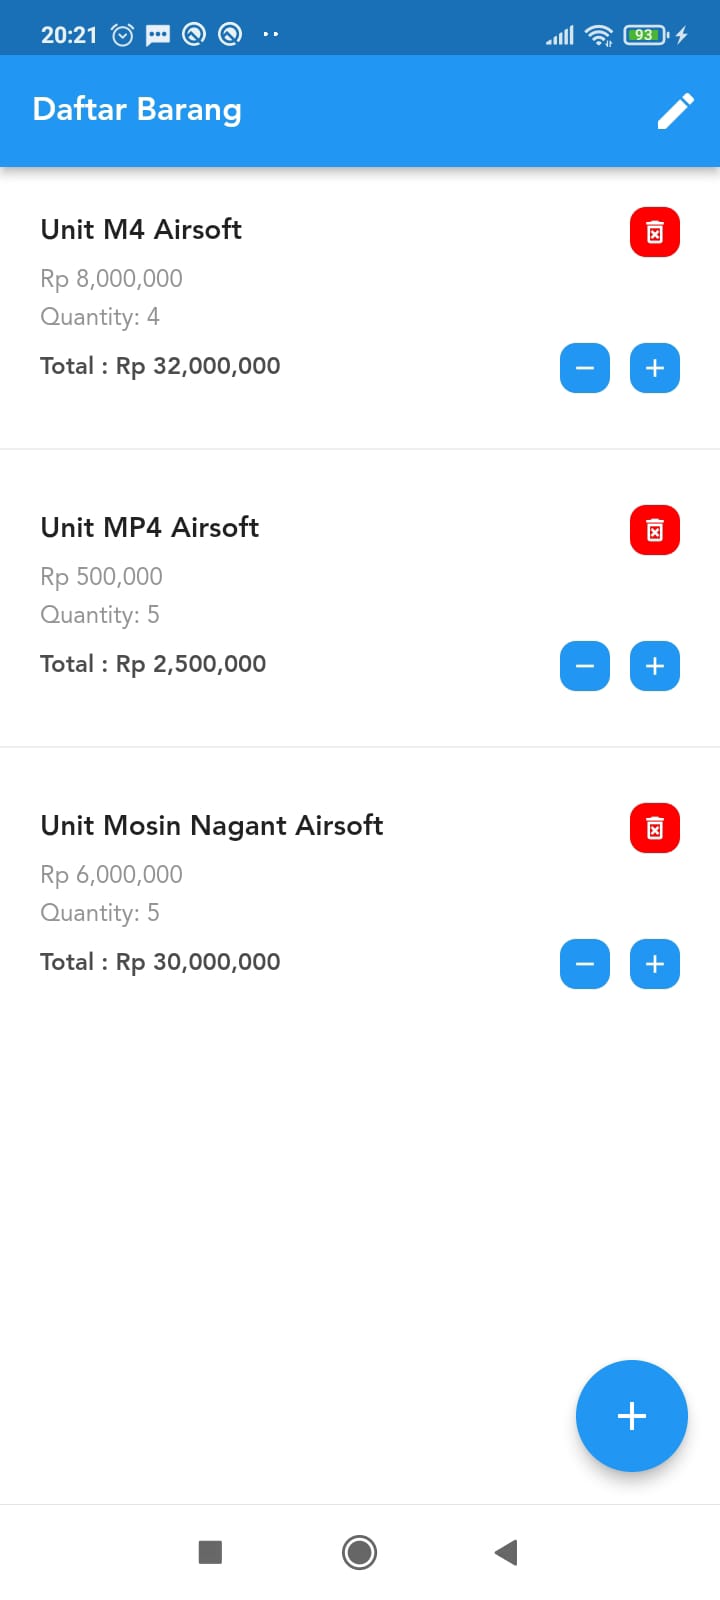 20:21
93
Daftar Barang
Unit M4 Airsoft
Rp 8,000,000
Quantity: 4
Total : Rp 32,000,000
Unit MP4 Airsoft
Rp 500,000
Quantity: 5
Total : Rp 2,500,000
Unit Mosin Nagant Airsoft
Rp 6,000,000
Quantity: 5
Total : Rp 30,000,000